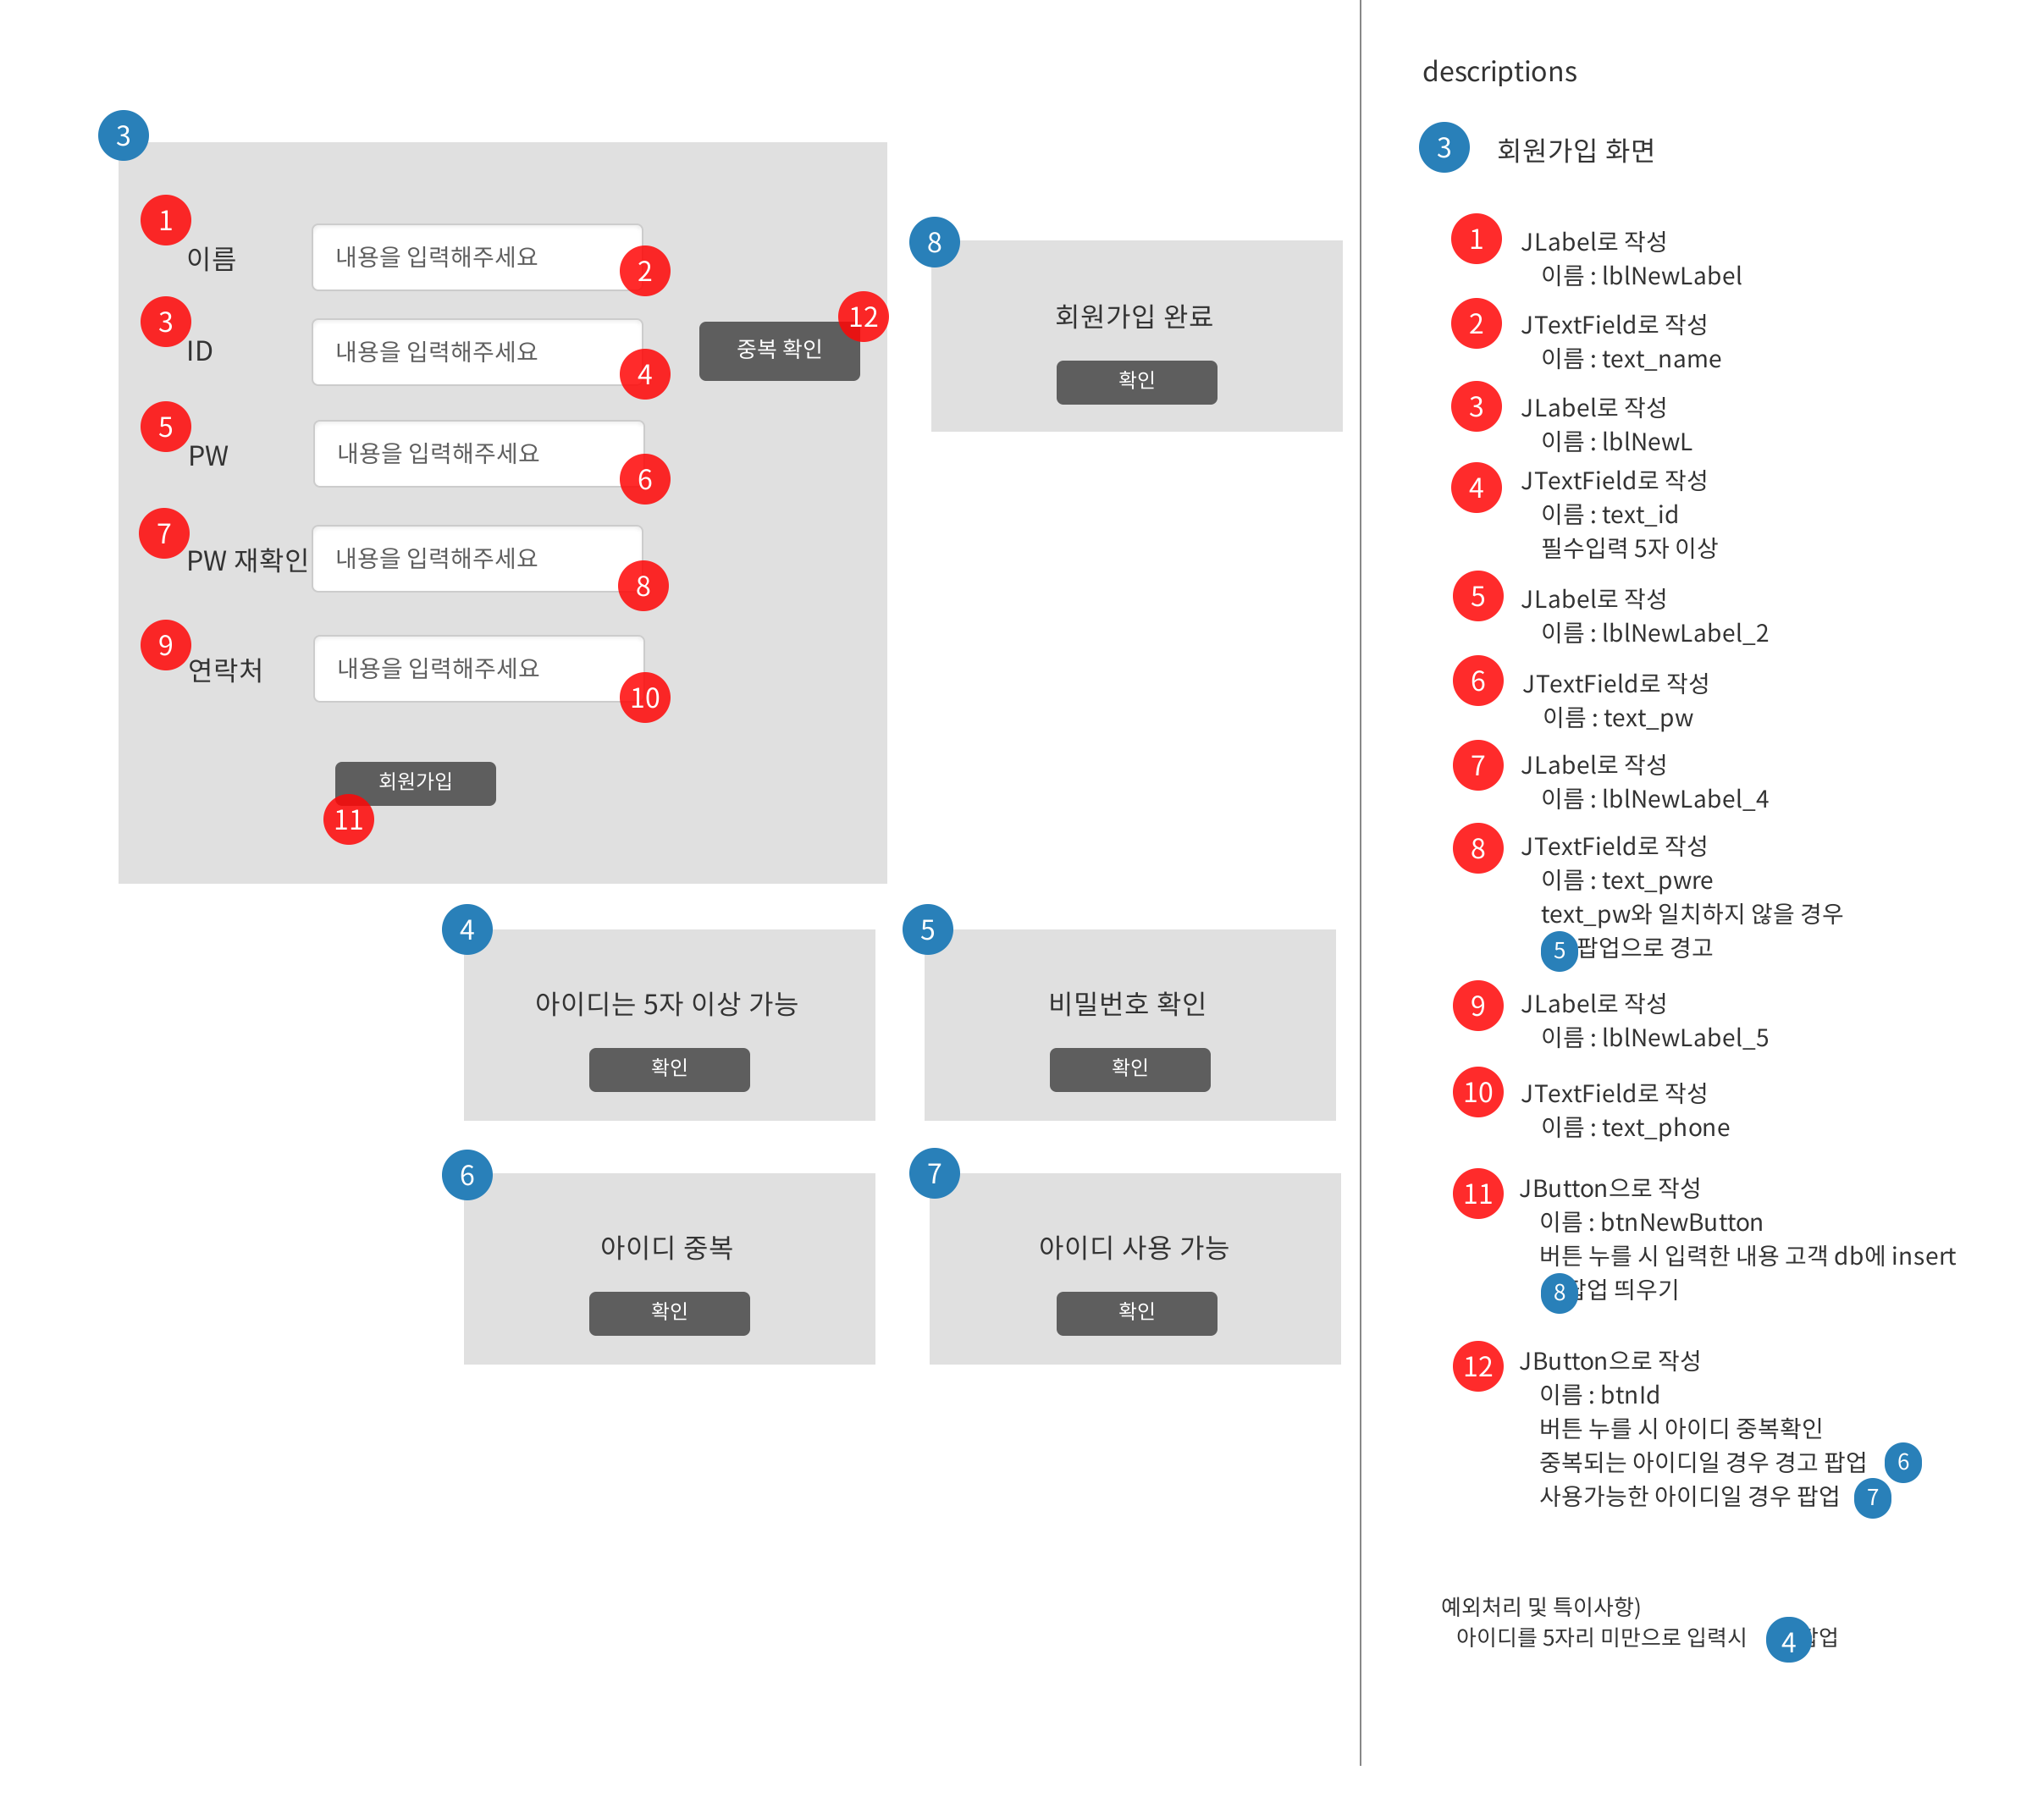 3
1
이름
내용을 입력해주세요
2
3
ID
내용을 입력해주세요
4
중복 확인
12
5
PW
내용을 입력해주세요
6
7
PW 재확인
내용을 입력해주세요
8
9
연락처
내용을 입력해주세요
10
회원가입
11
8
회원가입 완료
확인
4
아이디는 5자 이상 가능
확인
5
비밀번호 확인
확인
6
아이디 중복
확인
7
아이디 사용 가능
확인
descriptions
3 회원가입 화면
1 JLabel로 작성
이름 : lblNewLabel
2 JTextField로 작성
이름 : text_name
3 JLabel로 작성
이름 : lblNewL
4 JTextField로 작성
이름 : text_id
필수입력 5자 이상
5 JLabel로 작성
이름 : lblNewLabel_2
6 JTextField로 작성
이름 : text_pw
7 JLabel로 작성
이름 : lblNewLabel_4
8 JTextField로 작성
이름 : text_pwre
text_pw와 일치하지 않을 경우
5 팝업으로 경고
9 JLabel로 작성
이름 : lblNewLabel_5
10 JTextField로 작성
이름 : text_phone
11 JButton으로 작성
이름 : btnNewButton
버튼 누를 시 입력한 내용 고객 db에 insert
8 팝업 띄우기
12 JButton으로 작성
이름 : btnId
버튼 누를 시 아이디 중복확인
중복되는 아이디일 경우 경고 팝업 6
사용가능한 아이디일 경우 팝업 7
예외처리 및 특이사항)
아이디를 5자리 미만으로 입력시 4 팝업